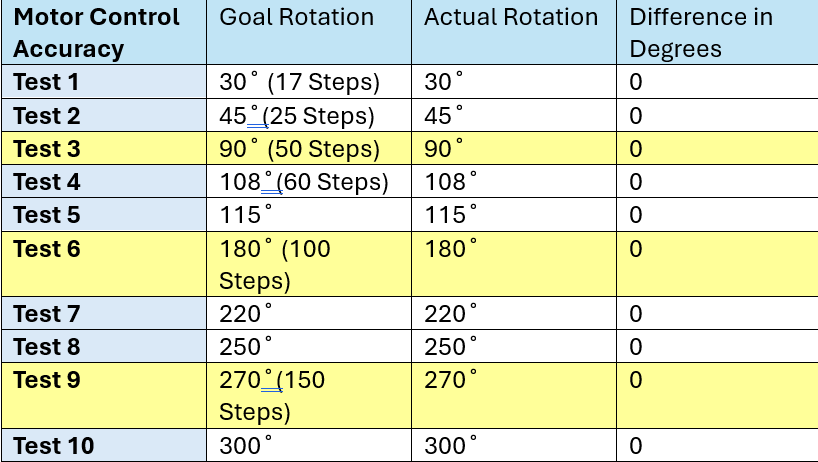 Motor Control Accuracy Goal Rotation Actual Rotation Difference in Degrees
Test 1 30° (17 Steps) 30° 0
Test 2 45°(25 Steps) 45° 0
Test 3 90° (50 Steps) 90° 0
Test 4 108°(60 Steps) 108° 0
Test 5 115° 115° 0
Test 6 180° (100 Steps) 180° 0
Test 7 220° 220° 0
Test 8 250° 250° 0
Test 9 270°(150 Steps) 270° 0
Test 10 300° 300° 0